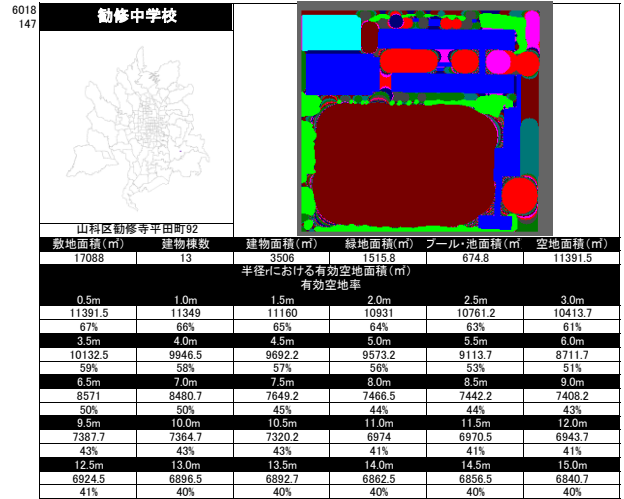 6018
147
勧修中学校
山科区勧修寺平田町92
敷地面積(㎡) 建物棟数 建物面積(㎡) 緑地面積(㎡) プール・池面積(㎡ 空地面積(㎡)
17088 13 3506 1515.8 674.8 11391.5
半径rにおける有効空地面積(㎡)
有効空地率
0.5m 1.0m 1.5m 2.0m 2.5m 3.0m
11391.5 11349 11160 10931 10761.2 10413.7
67% 66% 65% 64% 63% 61%
3.5m 4.0m 4.5m 5.0m 5.5m 6.0m
10132.5 9946.5 9692.2 9573.2 9113.7 8711.7
59% 58% 57% 56% 53% 51%
6.5m 7.0m 7.5m 8.0m 8.5m 9.0m
8571 8480.7 7649.2 7466.5 7442.2 7408.2
50% 50% 45% 44% 44% 43%
9.5m 10.0m 10.5m 11.0m 11.5m 12.0m
7387.7 7364.7 7320.2 6974 6970.5 6943.7
43% 43% 43% 41% 41% 41%
12.5m 13.0m 13.5m 14.0m 14.5m 15.0m
6924.5 6896.5 6892.7 6862.5 6856.5 6840.7
41% 40% 40% 40% 40% 40%